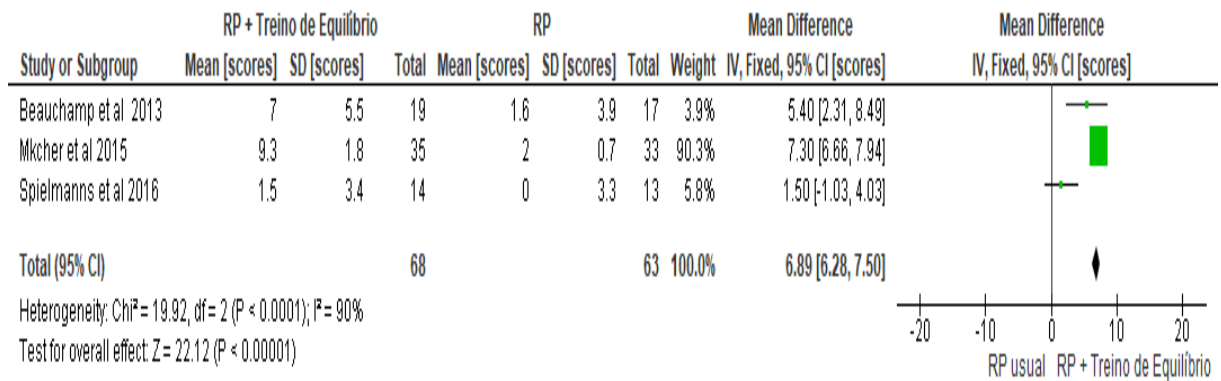 RP + Treino de Equilíbrio RP Mean Difference Mean Difference
Study or Subgroup Mean [scores] SD [scores] Total Mean [scores] SD [scores] Total Weight IV, Fixed, 95% CI [scores] IV, Fixed, 95% CI [scores]
Beauchamp et al 2013 7 5.5 19 1.6 3.9 17 3.9% 5.40 [2.31, 8.49]
Mkcher et al 2015 9.3 1.8 35 2 0.7 33 90.3% 7.30 [6.66, 7.94]
Spielmanns et al 2016 1.5 3.4 14 0 3.3 13 5.8% 1.50 [-1.03, 4.03]
Total (95% CI) 68 63 100.0% 6.89 [6.28, 7.50]
Heterogeneity: Chi² = 19.92, df = 2 (P < 0.0001); I² = 90%
Test for overall effect: Z = 22.12 (P < 0.00001)
-20 -10 0 10 20
RP usual RP + Treino de Equilíbrio